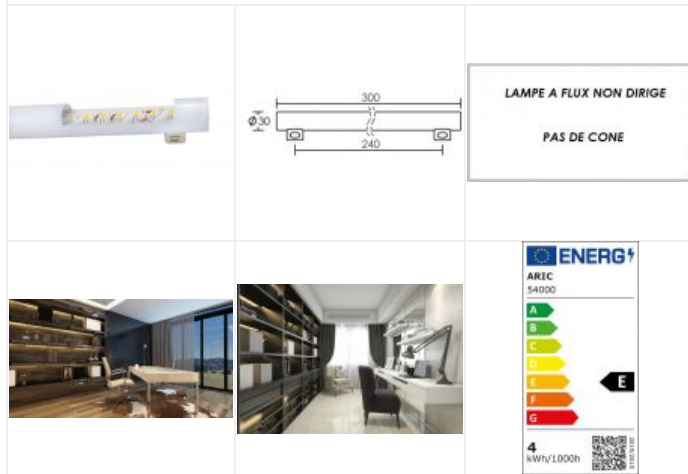 300
Ø30
240
LAMPE A FLUX NON DIRIGE
PAS DE CONE
ENERG
ARIC
54000
A
B
C
D
E
F
G
E
4
kWh/1000h